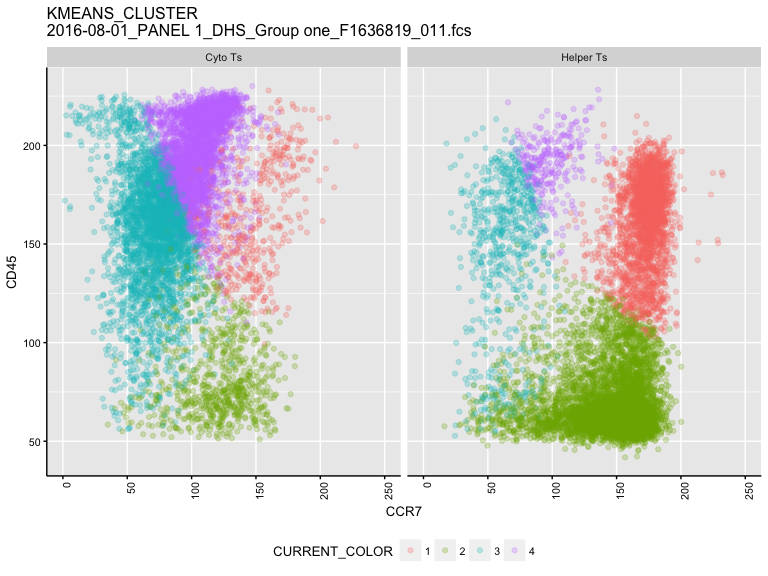 KMEANS_CLUSTER
2016-08-01_PANEL 1_DHS_Group one_F1636819_011.fcs
Cyto Ts Helper Ts
200
150
100
50
CD45
0 50 100 150 200 250 0 50 100 150 200 250
CCR7
CURRENT_COLOR 1 2 3 4